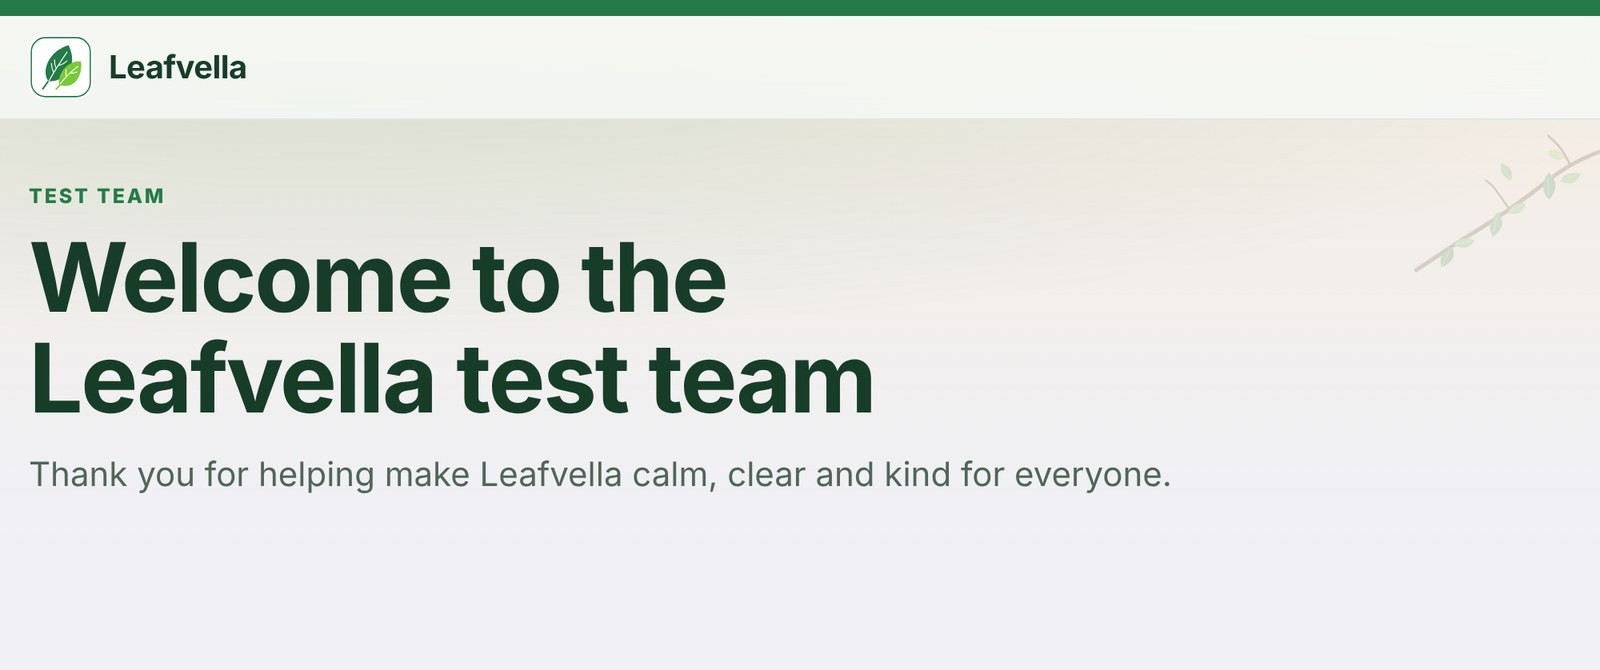 Leafvella
TEST TEAM
Welcome to the
Leafvella test team
Thank you for helping make Leafvella calm, clear and kind for everyone.